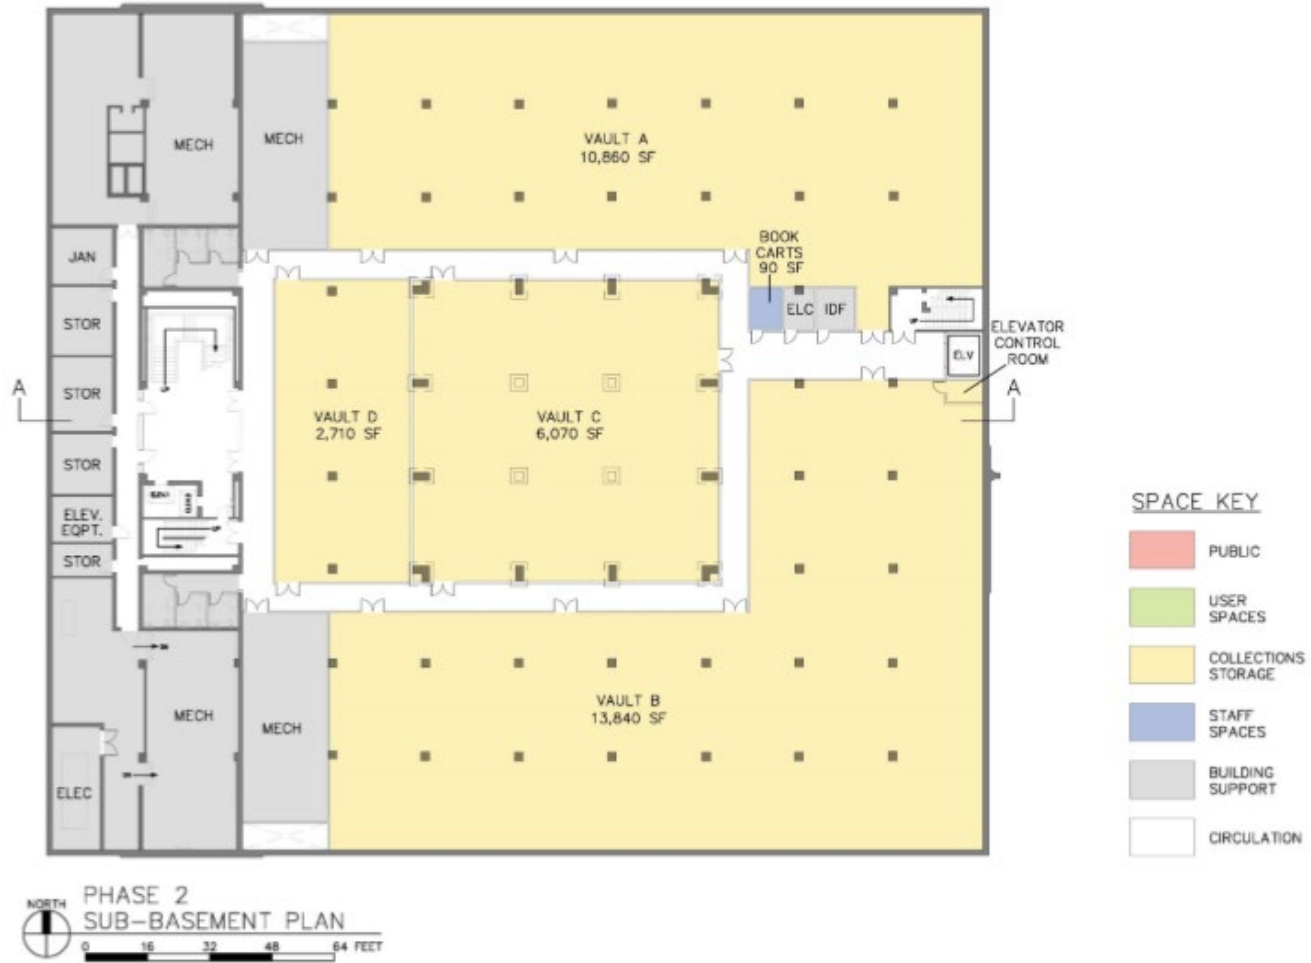 MECH
MECH
VAULT A
10,860 SF
BOOK
CARTS
90 SF
JAN
STOR
ELC
IDF
ELEVATOR
CONTROL
ROOM
ELV
A
STOR
A
VAULT D
2,710 SF
VAULT C
6,070 SF
STOR
ELEV.
EQPT.
STOR
UP
MECH
MECH
VAULT B
13,840 SF
ELEC
SPACE KEY
PUBLIC
USER
SPACES
COLLECTIONS
STORAGE
STAFF
SPACES
BUILDING
SUPPORT
CIRCULATION
NORTH
PHASE 2
SUB-BASEMENT PLAN
0 16 32 48 64 FEET